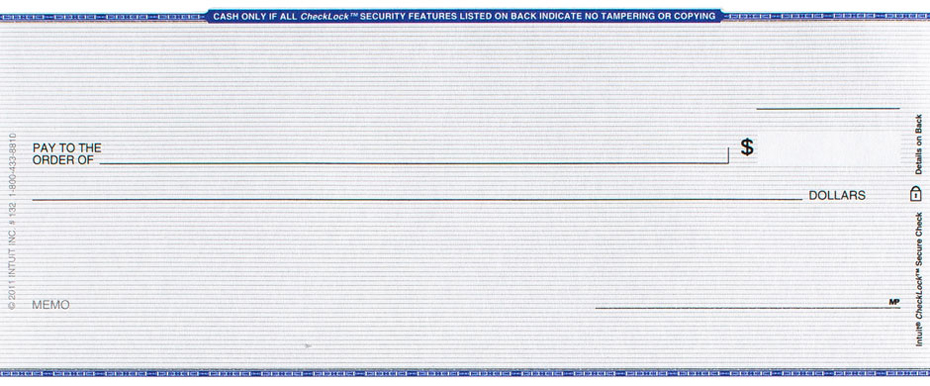 CASH ONLY IF ALL CheckLock™ SECURITY FEATURES LISTED ON BACK INDICATE NO TAMPERING OR COPYING
PAY TO THE
ORDER OF
$
DOLLARS
MEMO
MP
© 2011 INTUIT INC. # 132 1-800-433-8810
Details on Back
Intuit® CheckLock™ Secure Check